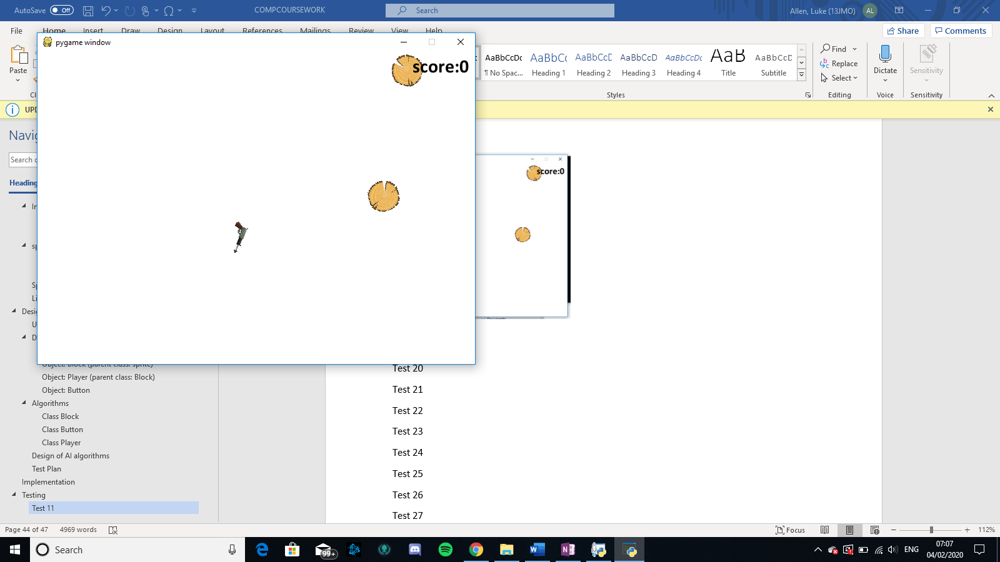 AutoSave Off
COMPCOURSEWORK
Search
Allen, Luke (13JMO) AL
File Home Insert Draw Design Layout References Mailings Review View Help
Share Comments
pygame window
score:0
Paste
AaBbCcDc AaBbCc AaBbCcD AaBbCcD AaBbCcDc AaB AaBbCcD
¶ No Spac... Heading 1 Heading 2 Heading 3 Heading 4 Title Subtitle
Styles
Find
Replace
Select
Editing
Dictate
Voice
Sensitivity
Sensitivity
UPD
Navig
Search
Heading
In
sp
Sp
Li
Desig
U
D
Object: Block (parent class: sprite)
Object: Player (parent class: Block)
Object: Button
Algorithms
Class Block
Class Button
Class Player
Design of AI algorithms
Test Plan
Implementation
Testing
Test 11
score:0
Test 20
Test 21
Test 22
Test 23
Test 24
Test 25
Test 26
Test 27
Page 44 of 47 4969 words
Focus
112%
Search
99+
ENG
07:07
04/02/2020